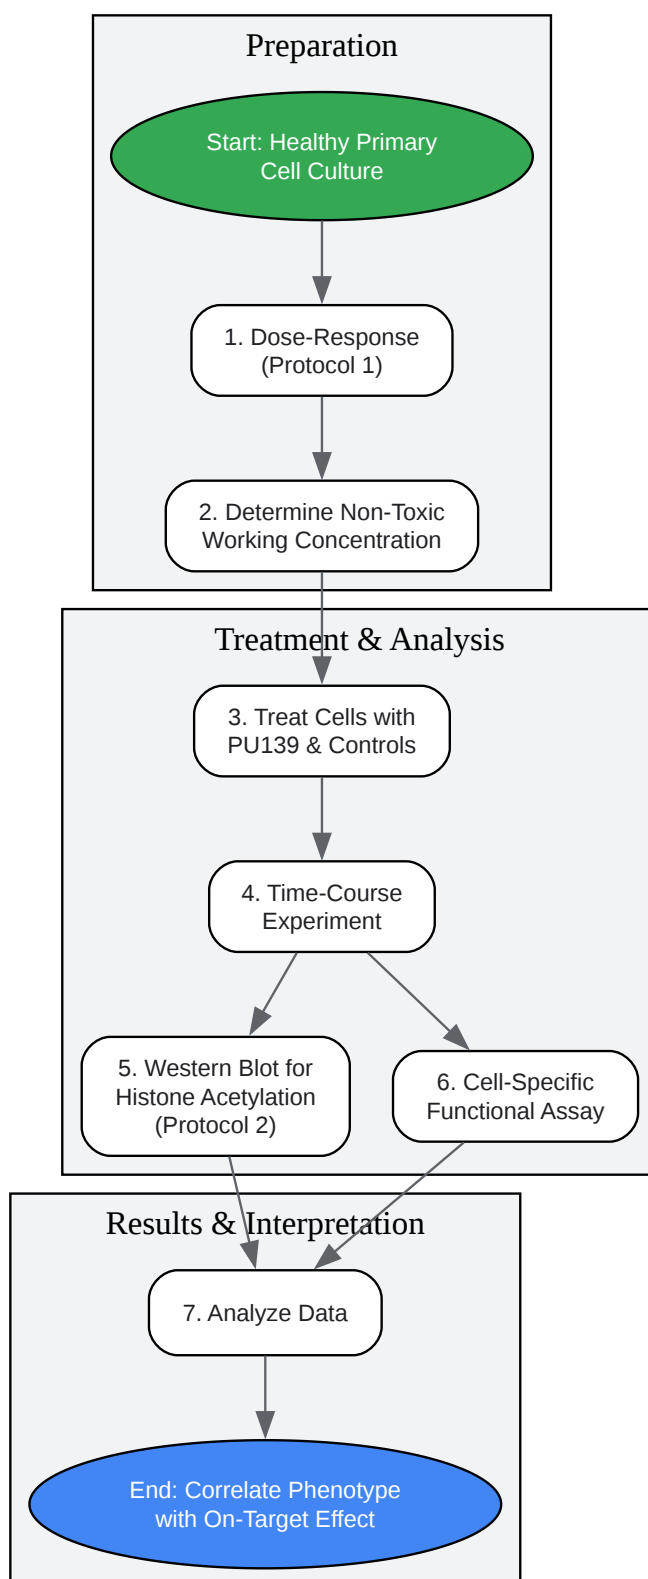 Preparation
Start: Healthy Primary
Cell Culture
1. Dose-Response
(Protocol 1)
2. Determine Non-Toxic
Working Concentration
Treatment & Analysis
3. Treat Cells with
PU139 & Controls
4. Time-Course
Experiment
5. Western Blot for
Histone Acetylation
(Protocol 2)
6. Cell-Specific
Functional Assay
Results & Interpretation
7. Analyze Data
End: Correlate Phenotype
with On-Target Effect